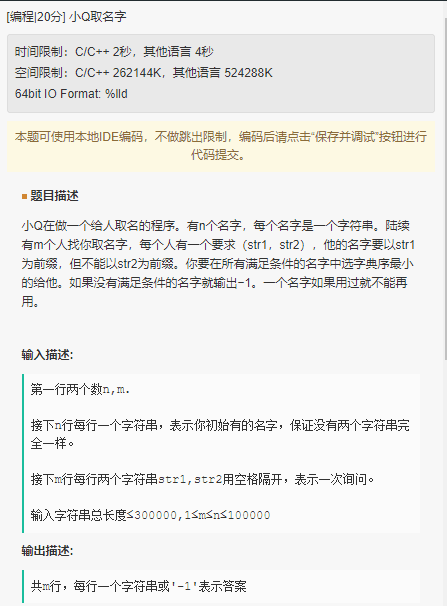 [编程|20分] 小Q取名字
时间限制：C/C++ 2秒，其他语言 4秒
空间限制：C/C++ 262144K，其他语言 524288K
64bit IO Format: %lld
本题可使用本地IDE编码，不做跳出限制，编码后请点击“保存并调试”按钮进行
代码提交。
题目描述
小Q在做一个给人取名的程序。有n个名字，每个名字是一个字符串。陆续
有m个人找你取名字，每个人有一个要求（str1，str2），他的名字要以str1
为前缀，但不能以str2为前缀。你要在所有满足条件的名字中选字典序最小
的给他。如果没有满足条件的名字就输出-1。一个名字如果用过就不能再
用。
输入描述:
第一行两个数n,m.
接下n行每行一个字符串，表示你初始有的名字，保证没有两个字符串完
全一样。
接下m行每行两个字符串str1,str2用空格隔开，表示一次询问。
输入字符串总长度≤300000,1≤m≤n≤100000
输出描述:
共m行，每行一个字符串或'-1'表示答案